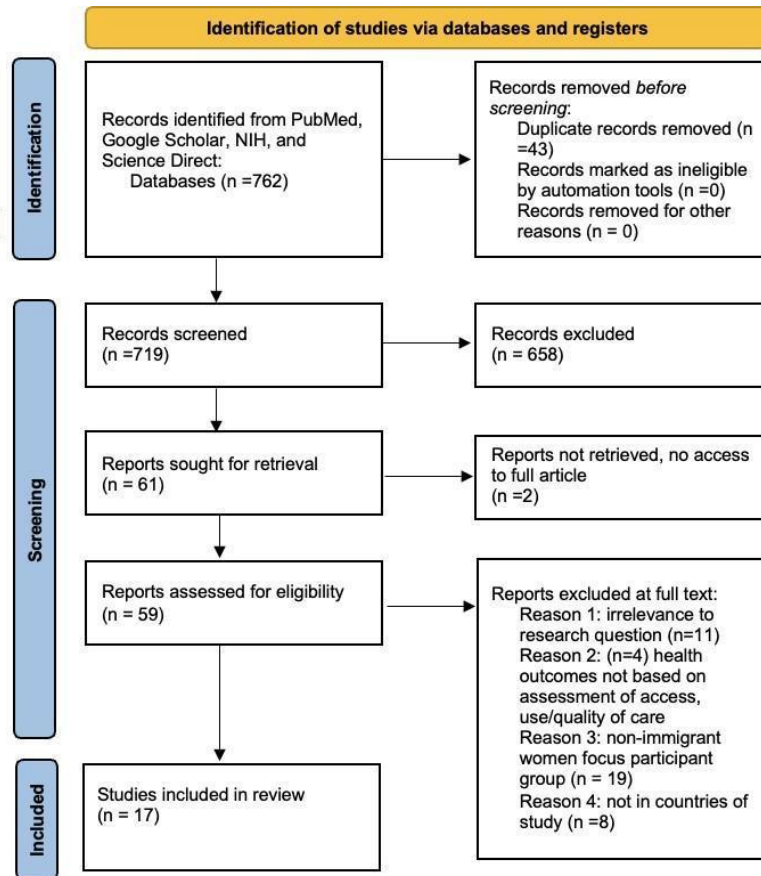 Identification of studies via databases and registers
Identification
Records identified from PubMed,
Google Scholar, NIH, and
Science Direct:
Databases (n =762)
Records removed before
screening:
Duplicate records removed (n
=43)
Records marked as ineligible
by automation tools (n =0)
Records removed for other
reasons (n = 0)
Screening
Records screened
(n =719)
Records excluded
(n = 658)
Reports sought for retrieval
(n = 61)
Reports not retrieved, no access
to full article
(n =2)
Reports assessed for eligibility
(n = 59)
Reports excluded at full text:
Reason 1: irrelevance to
research question (n=11)
Reason 2: (n=4) health
outcomes not based on
assessment of access,
use/quality of care
Reason 3: non-immigrant
women focus participant
group (n = 19)
Reason 4: not in countries of
study (n =8)
Included
Studies included in review
(n = 17)